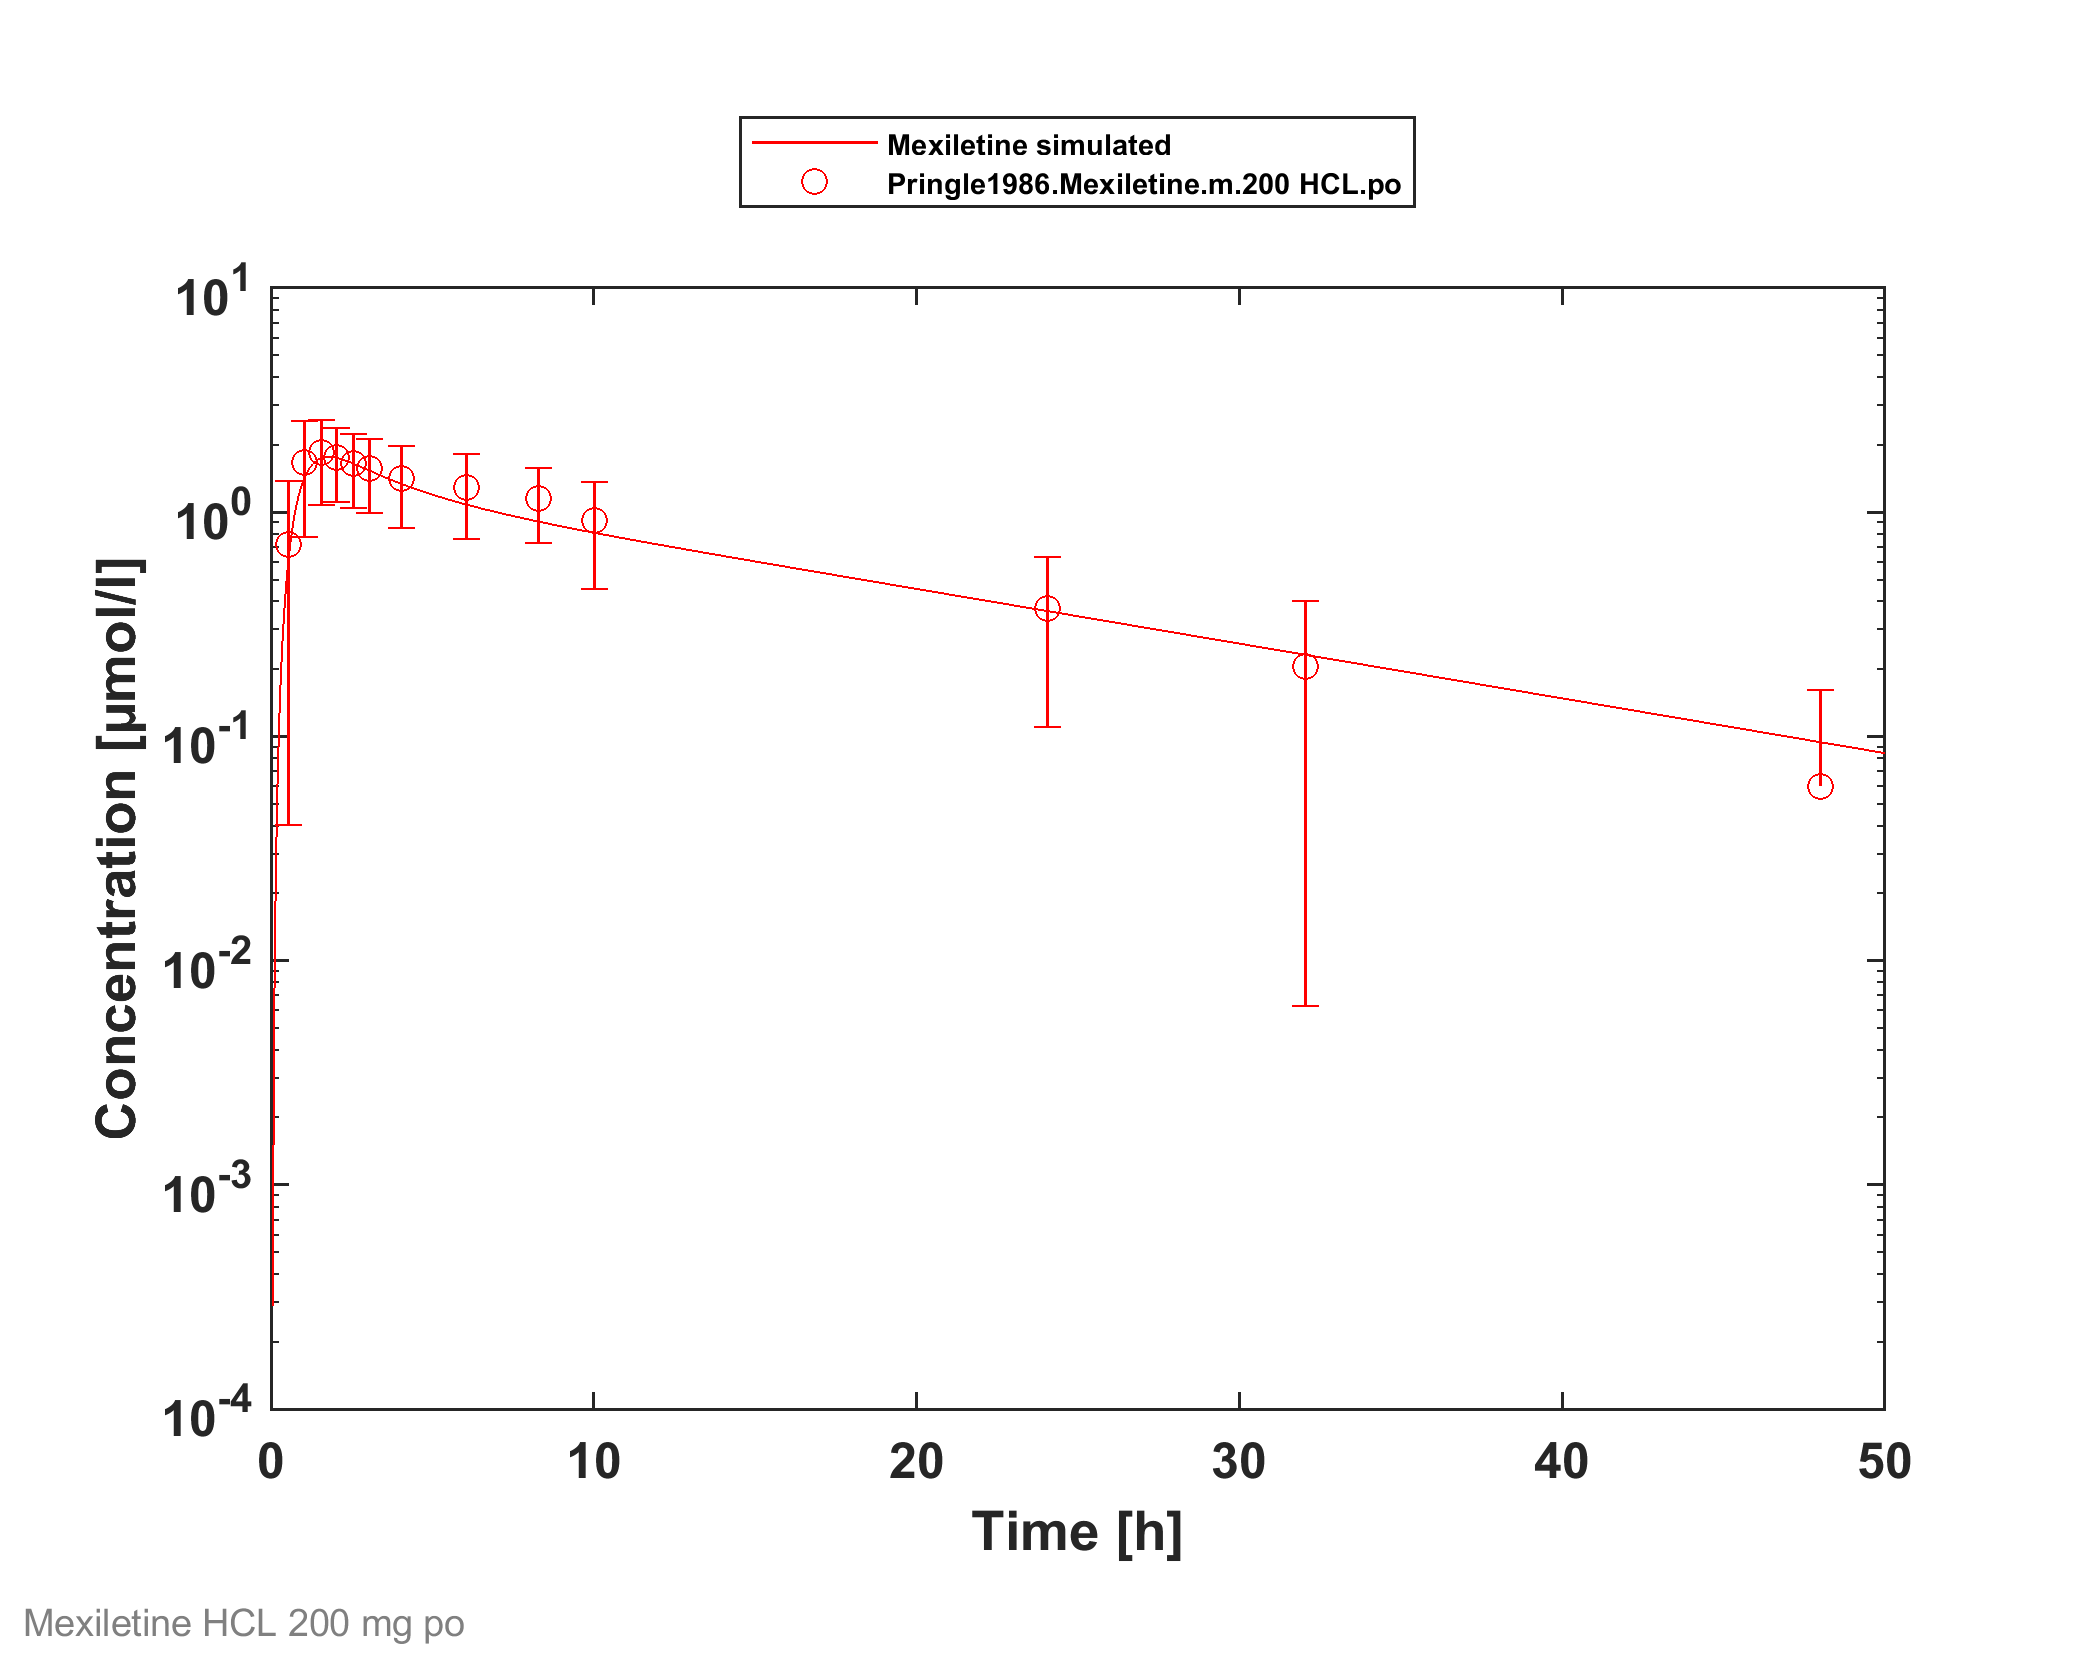 Mexiletine simulated
Pringle1986.Mexiletine.m.200 HCL.po
10^1
10^0
10^-1
10^-2
10^-3
10^-4
Concentration [µmol/l]
0 10 20 30 40 50
Time [h]
Mexiletine HCL 200 mg po